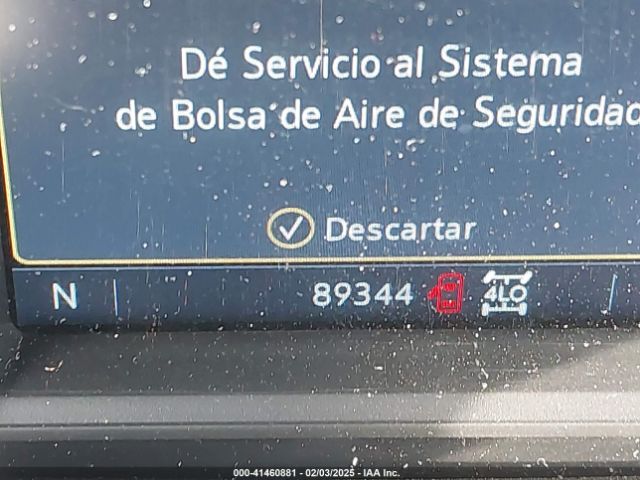 Dé Servicio al Sistema
de Bolsa de Aire de Seguridad
Descartar
N 89344 4LO
000-41460881 - 02/03/2025 - IAA Inc.